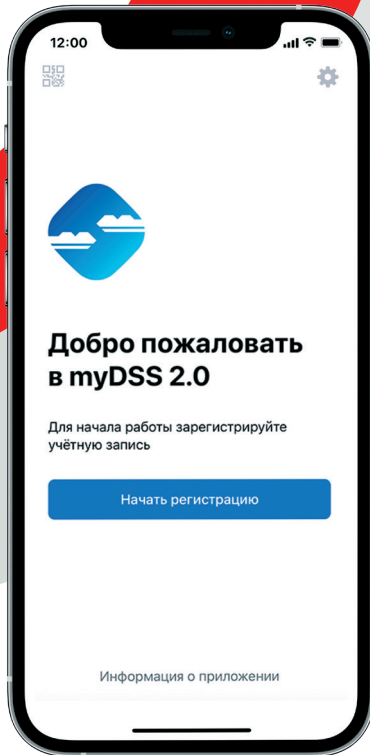 12:00
Добро пожаловать
в myDSS 2.0
Для начала работы зарегистрируйте
учётную запись
Начать регистрацию
Информация о приложении